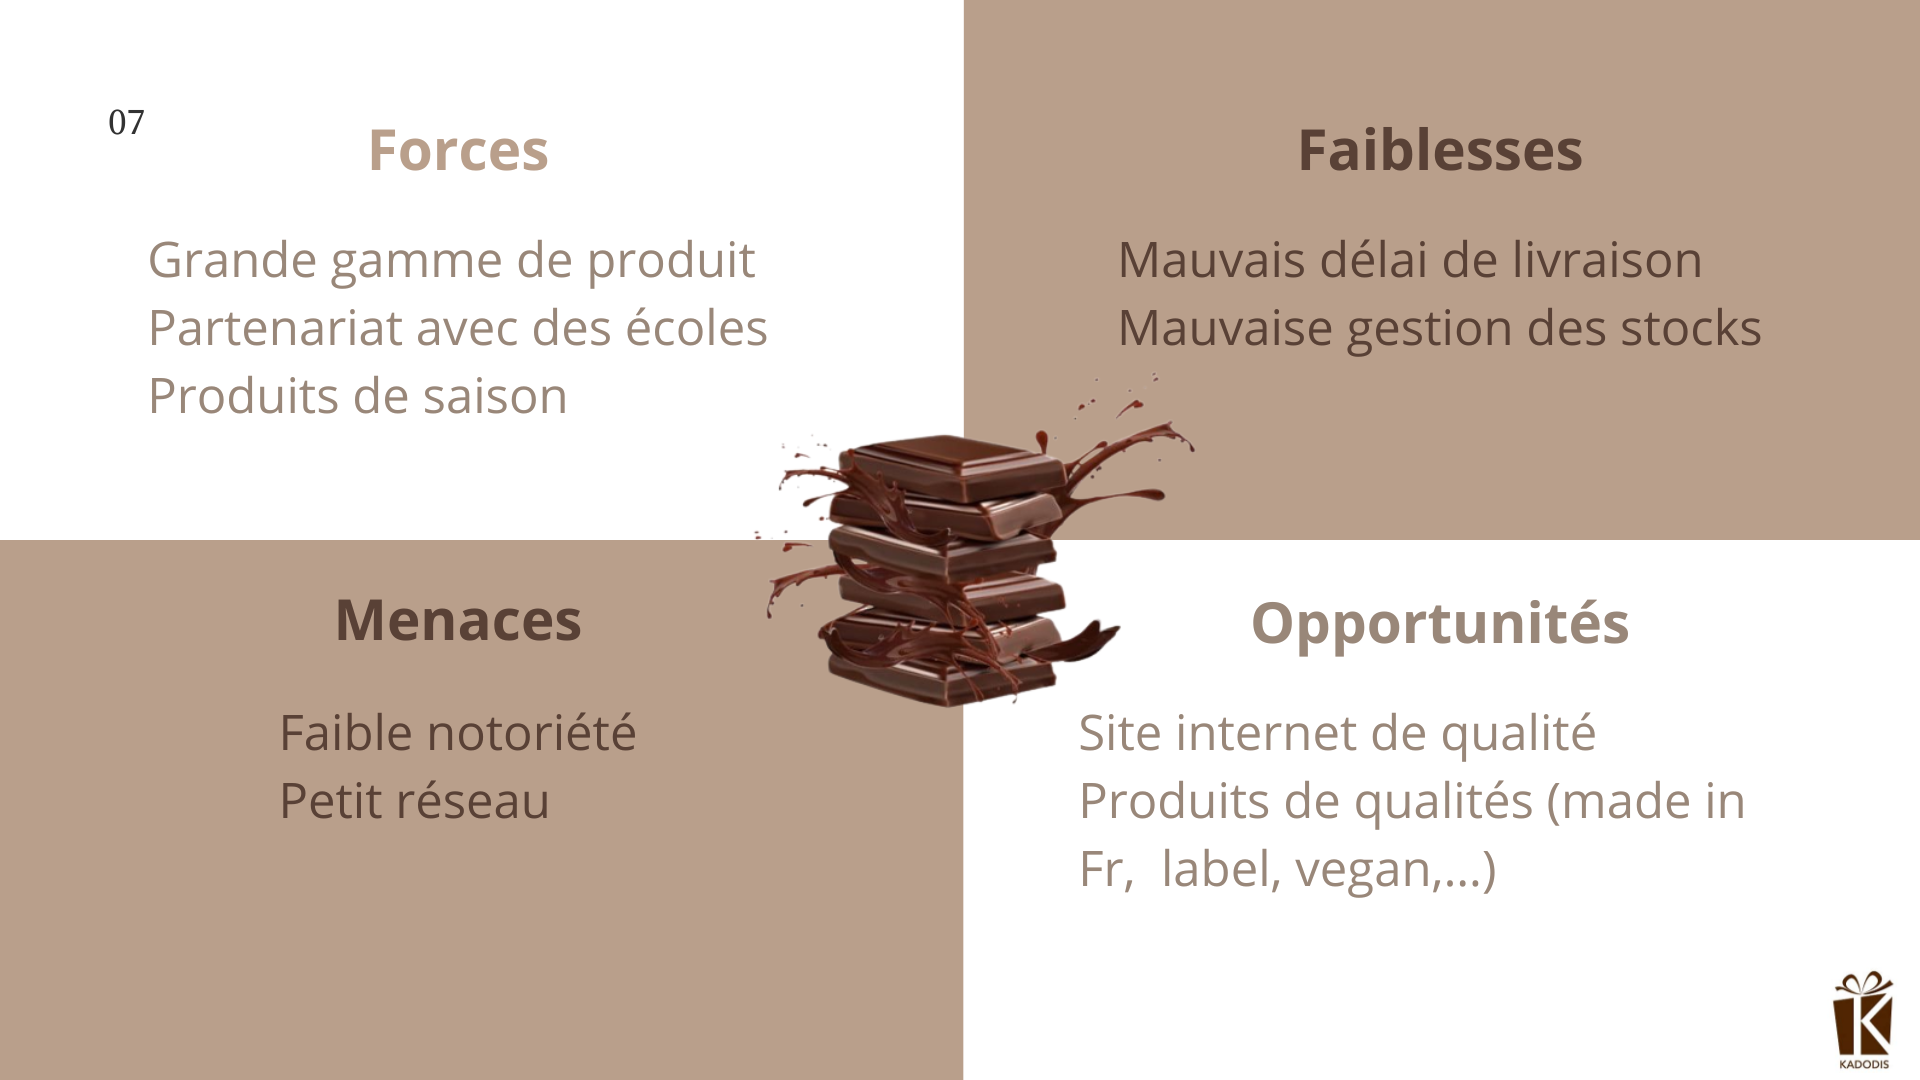 07
Forces
Grande gamme de produit
Partenariat avec des écoles
Produits de saison
Faiblesses
Mauvais délai de livraison
Mauvaise gestion des stocks
Menaces
Faible notoriété
Petit réseau
Opportunités
Site internet de qualité
Produits de qualités (made in
Fr,  label, vegan,...)
K
KADODIS